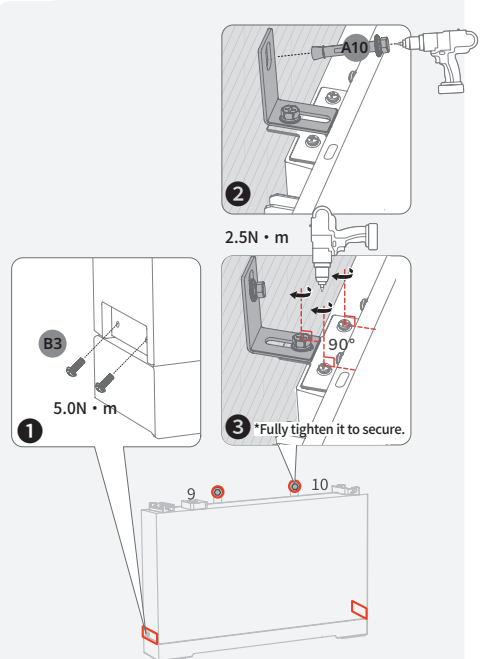 A10
2
2.5N・m
B3
5.0N・m
1
90°
3 *Fully tighten it to secure.
9
10